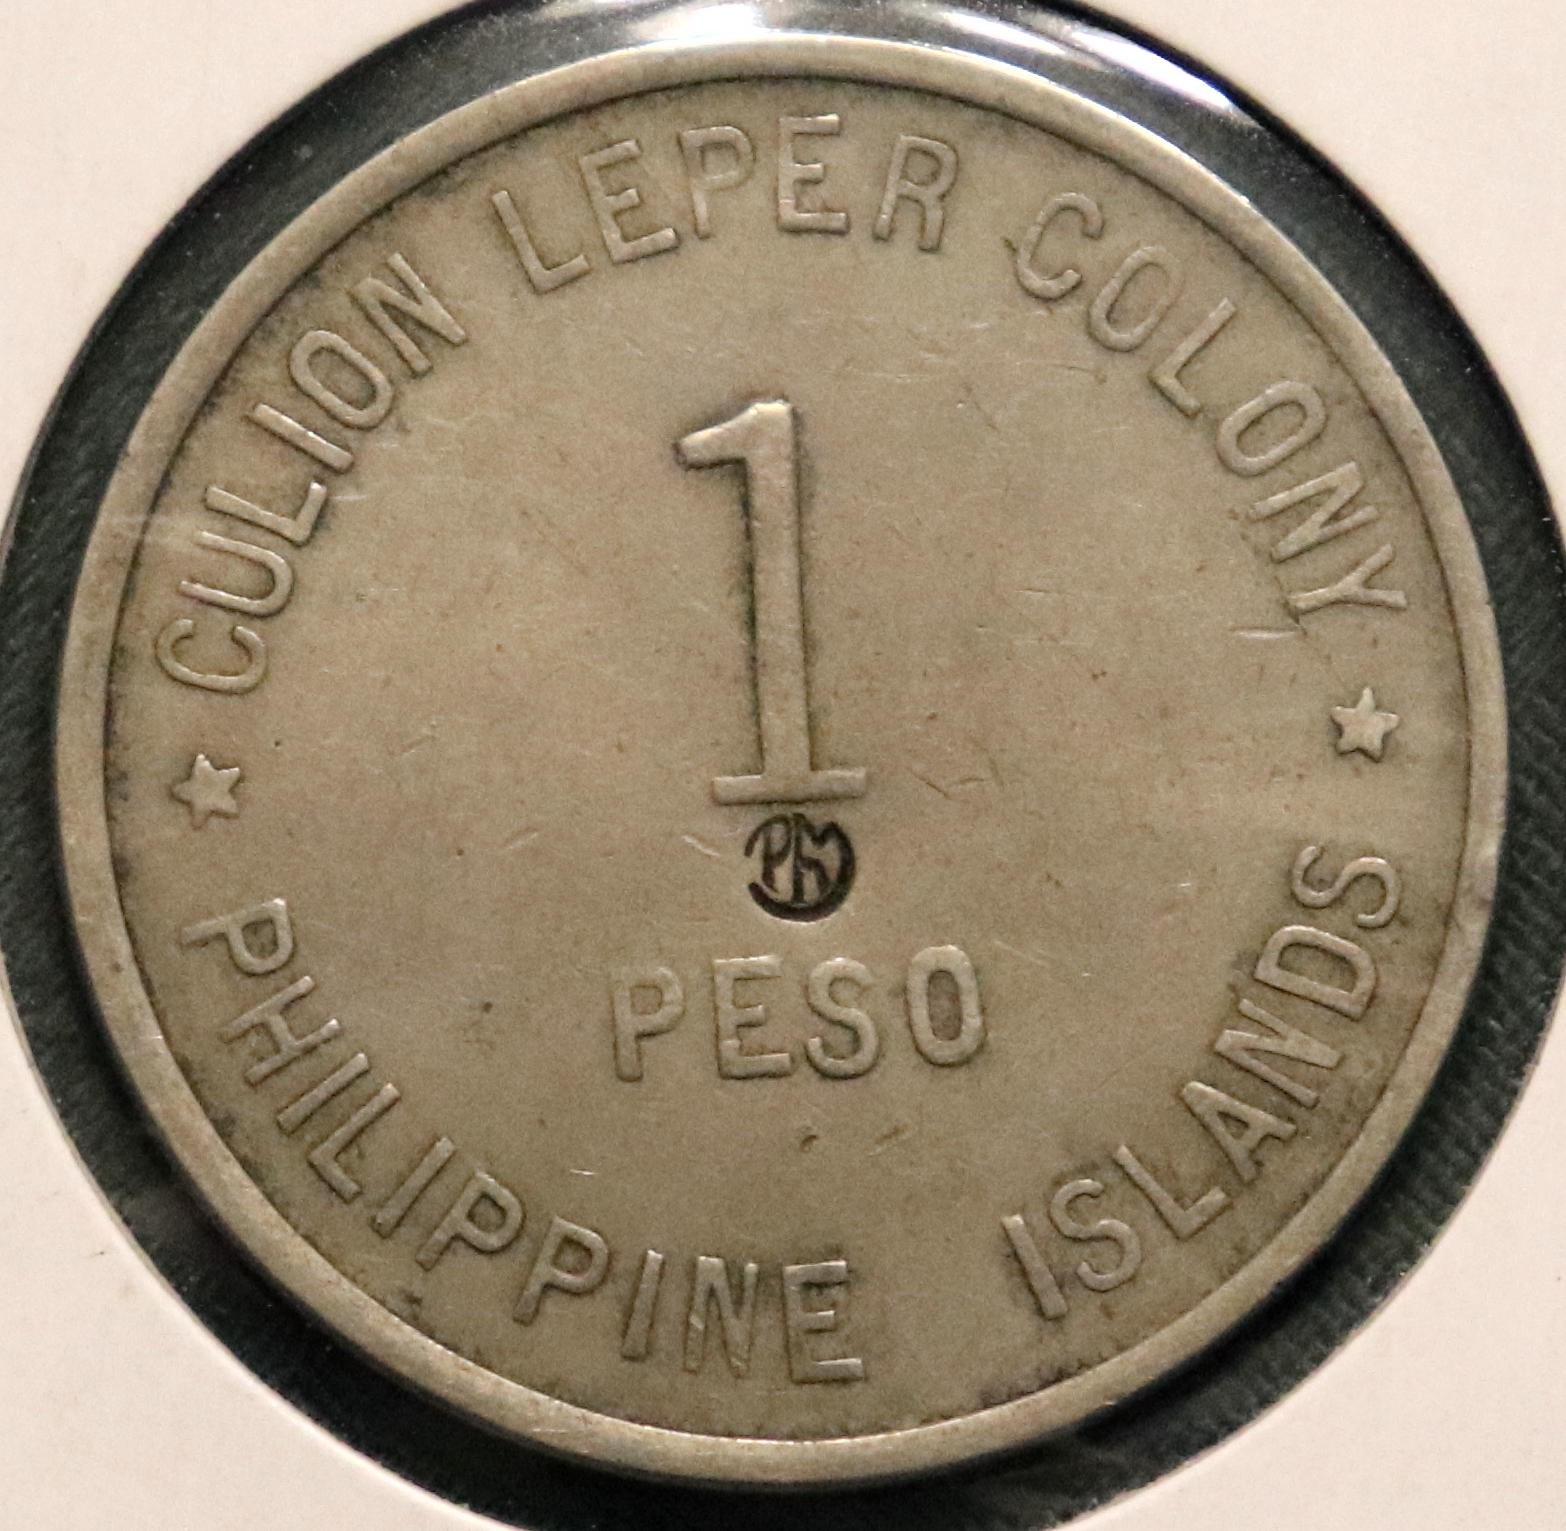 CULION LEPER COLONY
1
PM
PESO
PHILIPPINE ISLANDS